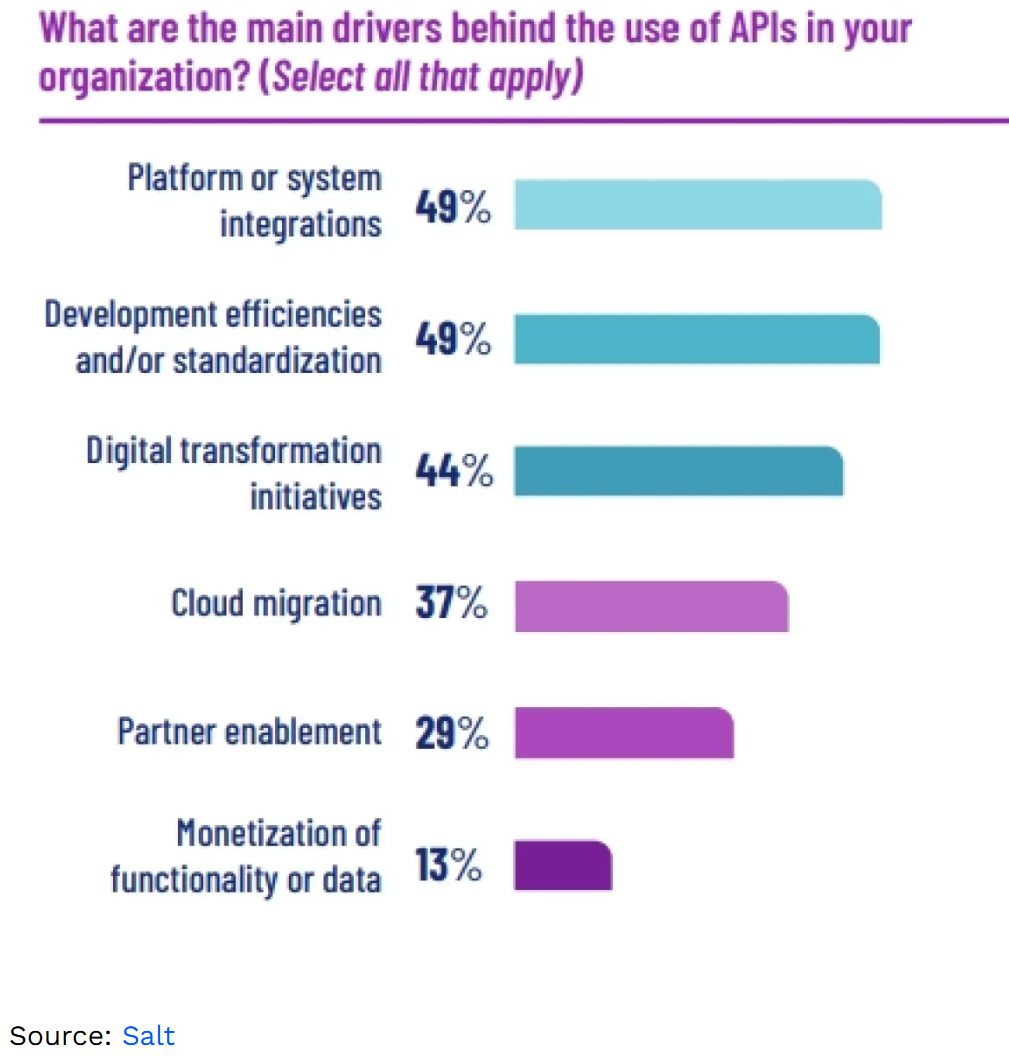 What are the main drivers behind the use of APIs in your
organization? (Select all that apply)
Platform or system
integrations
49%
Development efficiencies
and/or standardization
49%
Digital transformation
initiatives
44%
Cloud migration
37%
Partner enablement
29%
Monetization of
functionality or data
13%
Source: Salt